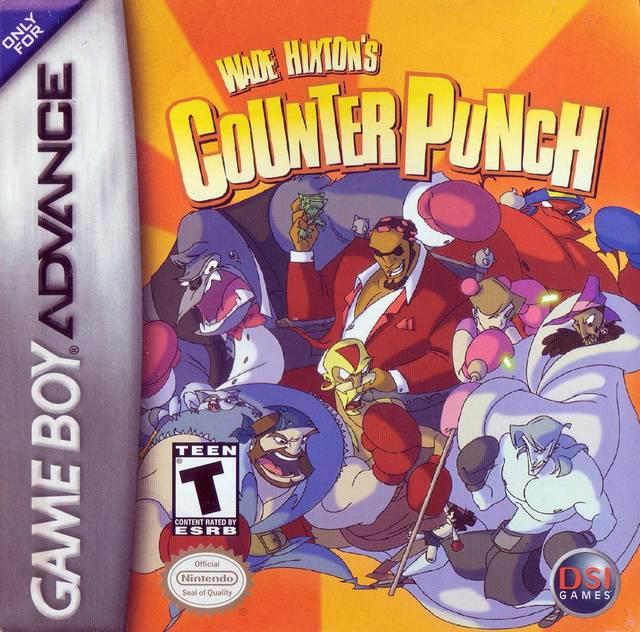 ONLY
FOR
GAME BOY ADVANCE
WADE HIXTON'S
COUNTER PUNCH
TEEN
T
CONTENT RATED BY
ESRB
Official
Nintendo
Seal of Quality
DSI
GAMES